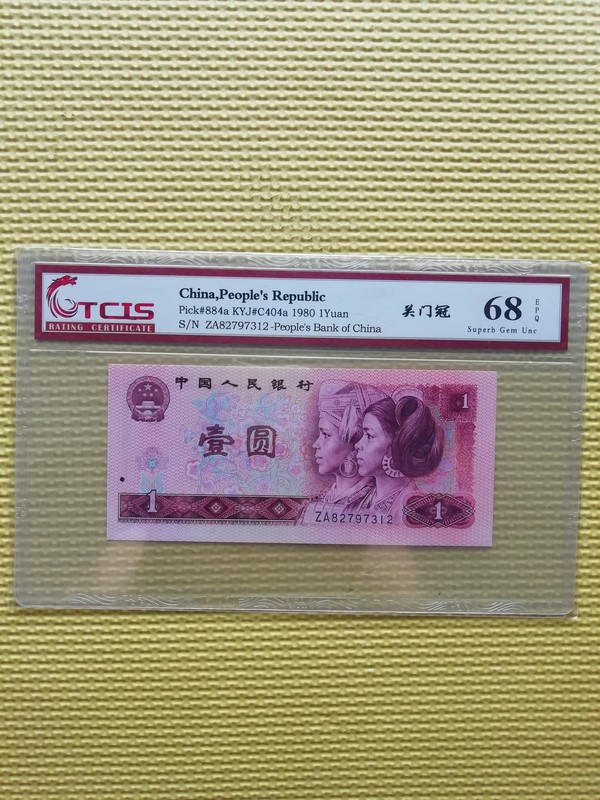 TCIS
RATING CERTIFICATE
China,People's Republic
Pick#884a KYJ#C404a 1980 1Yuan
S/N ZA82797312-People's Bank of China
关门冠
68
EPQ
Superb Gem Unc
中国人民银行
壹圆
1
1
ZA82797312
1